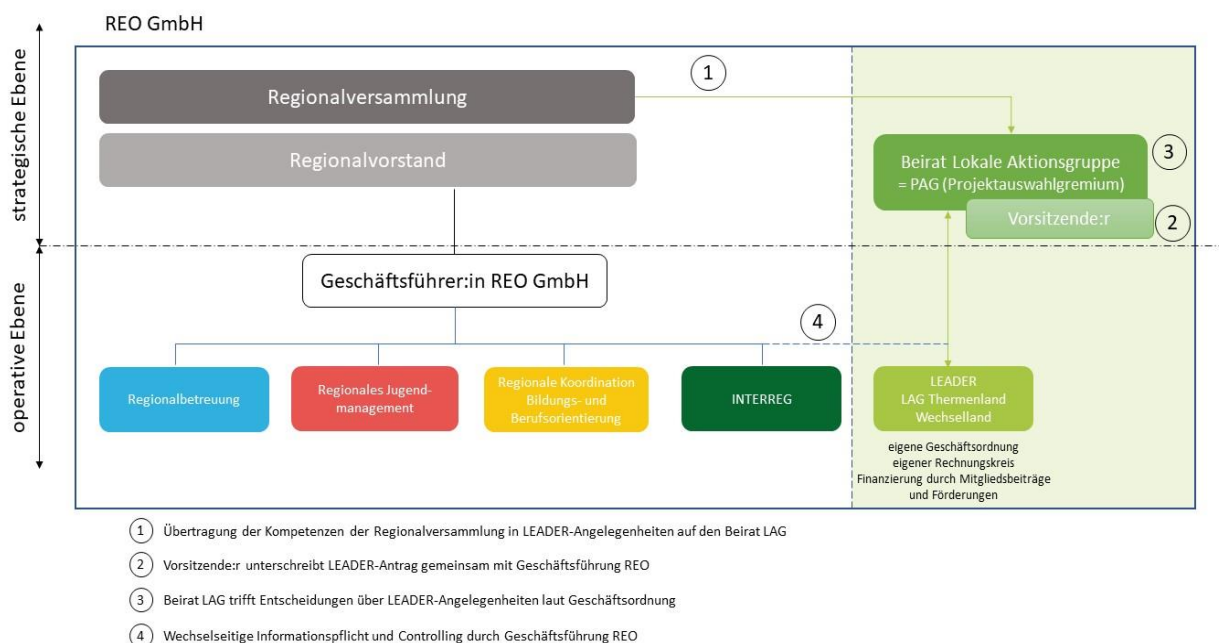 REO GmbH
strategische Ebene
operative Ebene
Regionalversammlung
1
Regionalvorstand
Beirat Lokale Aktionsgruppe
= PAG (Projektauswahlgremium)
3
Vorsitzende:r
2
Geschäftsführer:in REO GmbH
4
Regionalbetreuung
Regionales Jugend-
management
Regionale Koordination
Bildungs- und
Berufsorientierung
INTERREG
LEADER
LAG Thermenland
Wechselland
eigene Geschäftsordnung
eigener Rechnungskreis
Finanzierung durch Mitgliedsbeiträge
und Förderungen
1 Übertragung der Kompetenzen der Regionalversammlung in LEADER-Angelegenheiten auf den Beirat LAG
2 Vorsitzende:r unterschreibt LEADER-Antrag gemeinsam mit Geschäftsführung REO
3 Beirat LAG trifft Entscheidungen über LEADER-Angelegenheiten laut Geschäftsordnung
4 Wechselseitige Informationspflicht und Controlling durch Geschäftsführung REO